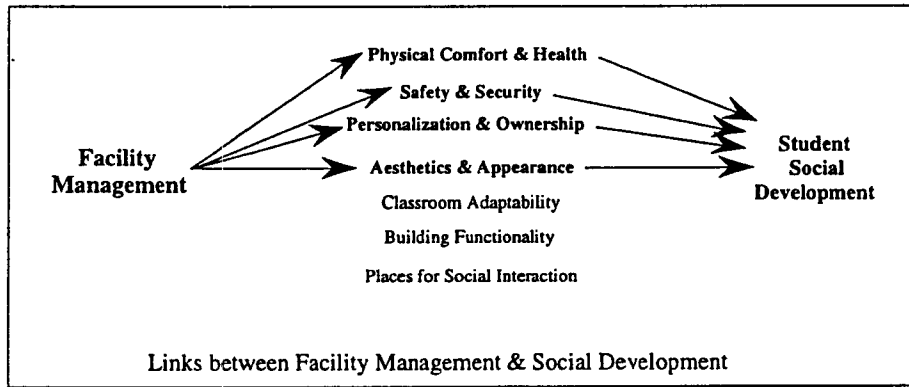 Physical Comfort & Health
Safety & Security
Personalization & Ownership
Facility
Management
Aesthetics & Appearance
Student
Social
Development
Classroom Adaptability
Building Functionality
Places for Social Interaction
Links between Facility Management & Social Development